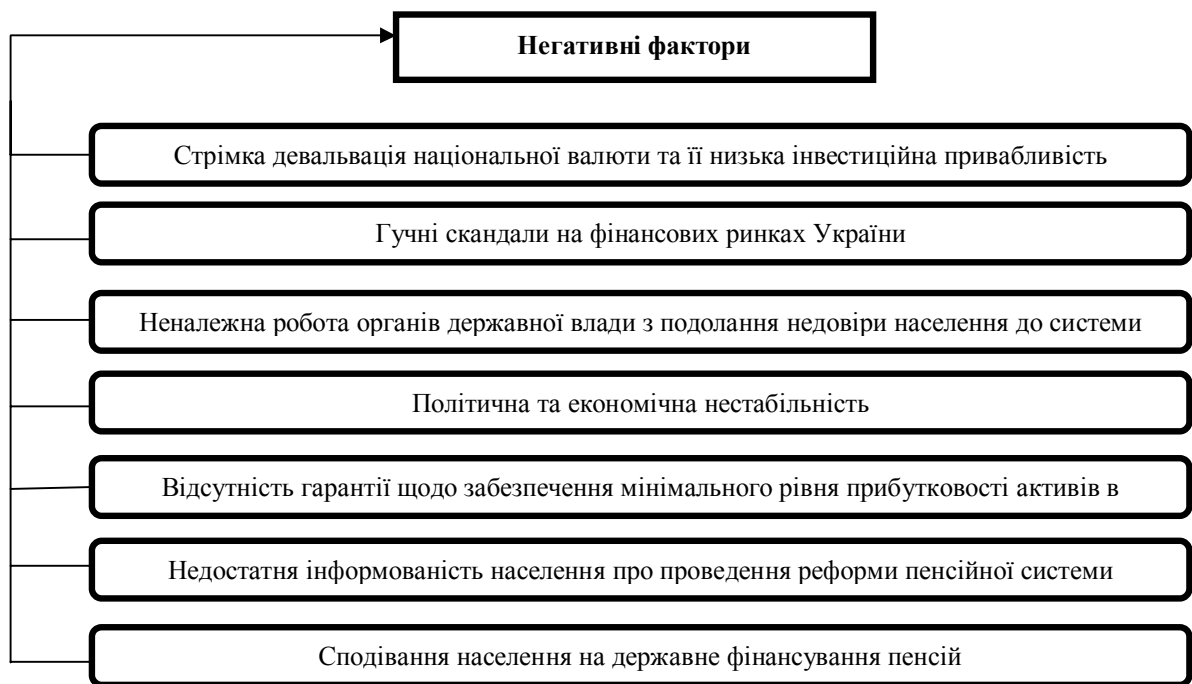 Негативні фактори
Стрімка девальвація національної валюти та її низька інвестиційна привабливість
Гучні скандали на фінансових ринках України
Неналежна робота органів державної влади з подолання недовіри населення до системи
Політична та економічна нестабільність
Відсутність гарантії щодо забезпечення мінімального рівня прибутковості активів в
Недостатня інформованість населення про проведення реформи пенсійної системи
Сподівання населення на державне фінансування пенсій